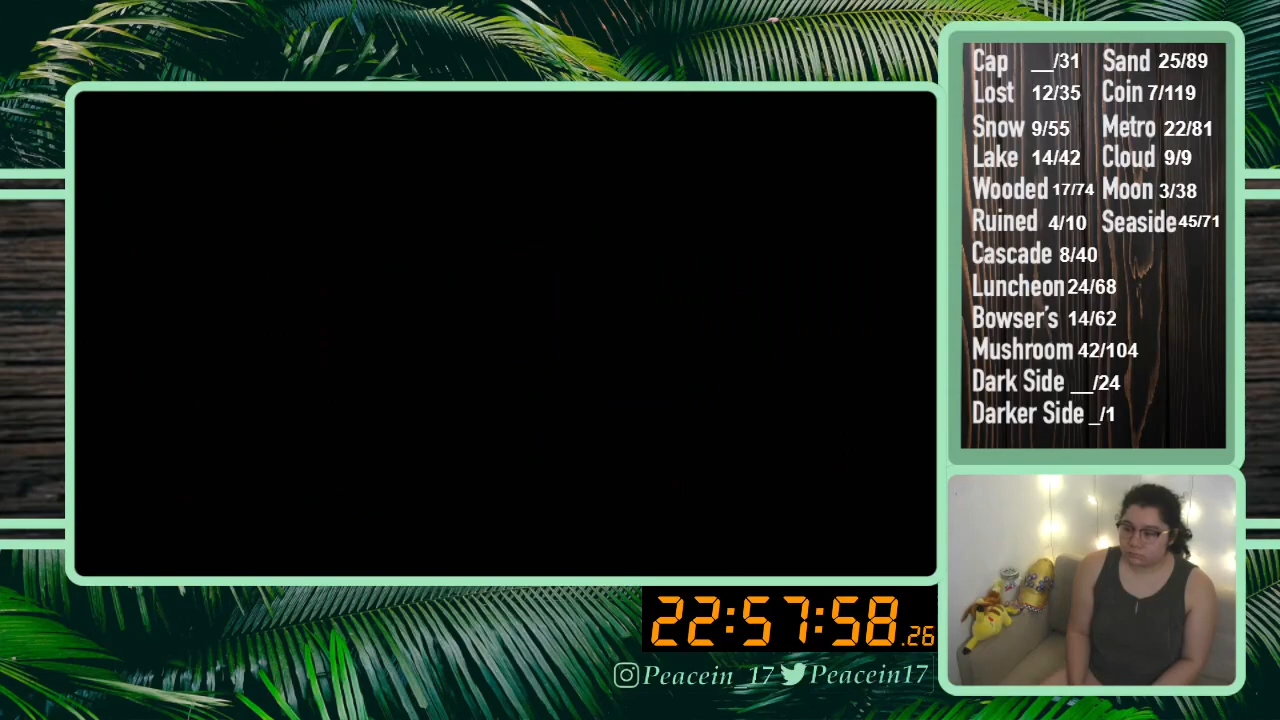 Cap __/31 Sand 25/89
Lost 12/35 Coin 7/119
Snow 9/55 Metro 22/81
Lake 14/42 Cloud 9/9
Wooded 17/74 Moon 3/38
Ruined 4/10 Seaside 45/71
Cascade 8/40
Luncheon 24/68
Bowser's 14/62
Mushroom 42/104
Dark Side __/24
Darker Side _/1
22:57:58.26
Peacein_17 Peacein17